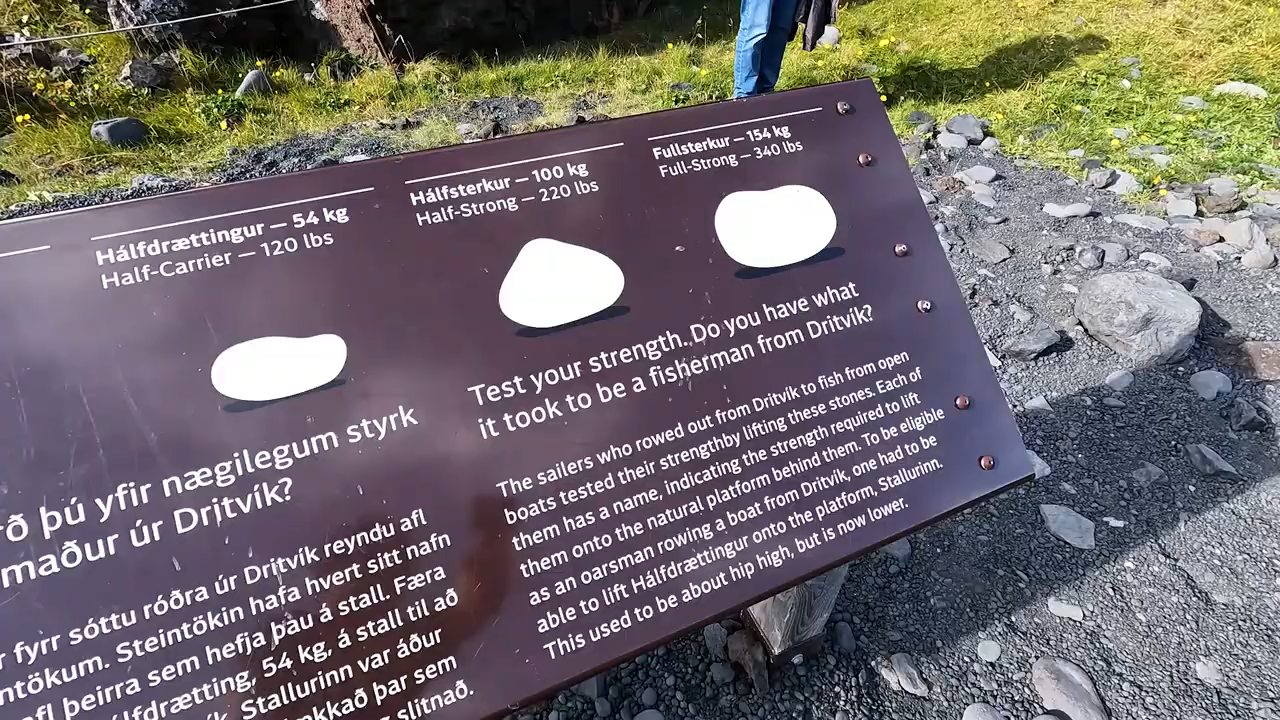 Hálfdrættingur — 54 kg
Half-Carrier — 120 lbs
Hálfsterkur — 100 kg
Half-Strong — 220 lbs
Fullsterkur — 154 kg
Full-Strong — 340 lbs
þú yfir nægilegum styrk
maður úr Dritvík?
fyrr sóttu róðra úr Dritvík reyndu afl
Steintökin hafa hvert sitt nafn
afl þeirra sem hefja þau á stall. Færa
54 kg, á stall til að
Stallurinn var áður
þar sem
slitnað.
Test your strength. Do you have what
it took to be a fisherman from Dritvík?
The sailers who rowed out from Dritvík to fish from open
boats tested their strengthby lifting these stones. Each of
them has a name, indicating the strength required to lift
them onto the natural platform behind them. To be eligible
as an oarsman rowing a boat from Dritvík, one had to be
able to lift Hálfdrættingur onto the platform, Stallurinn.
This used to be about hip high, but is now lower.